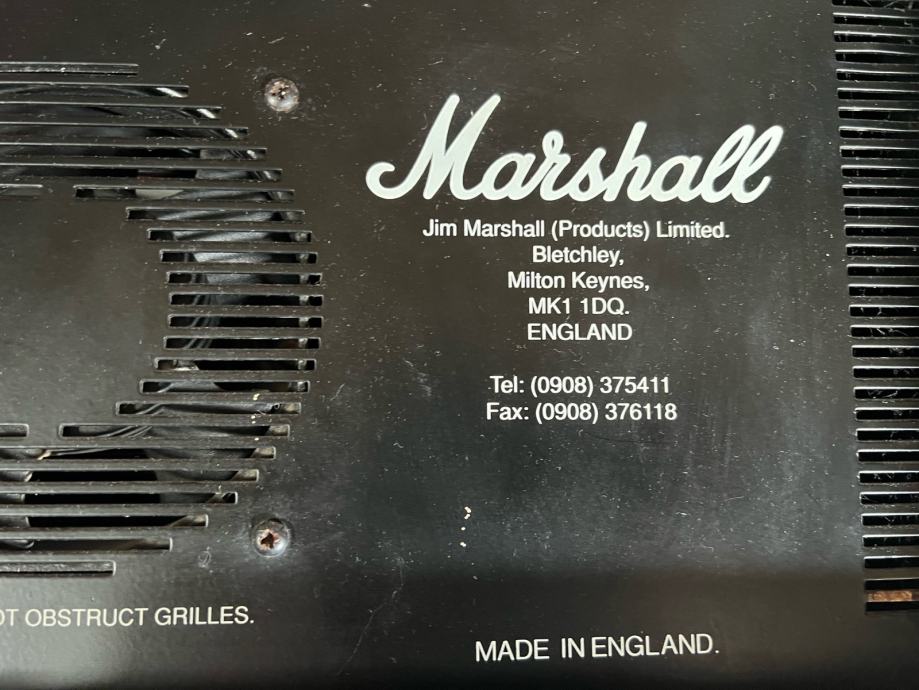 Marshall
Jim Marshall (Products) Limited.
Bletchley,
Milton Keynes,
MK1 1DQ.
ENGLAND
Tel: (0908) 375411
Fax: (0908) 376118
OBSTRUCT GRILLES.
MADE IN ENGLAND.